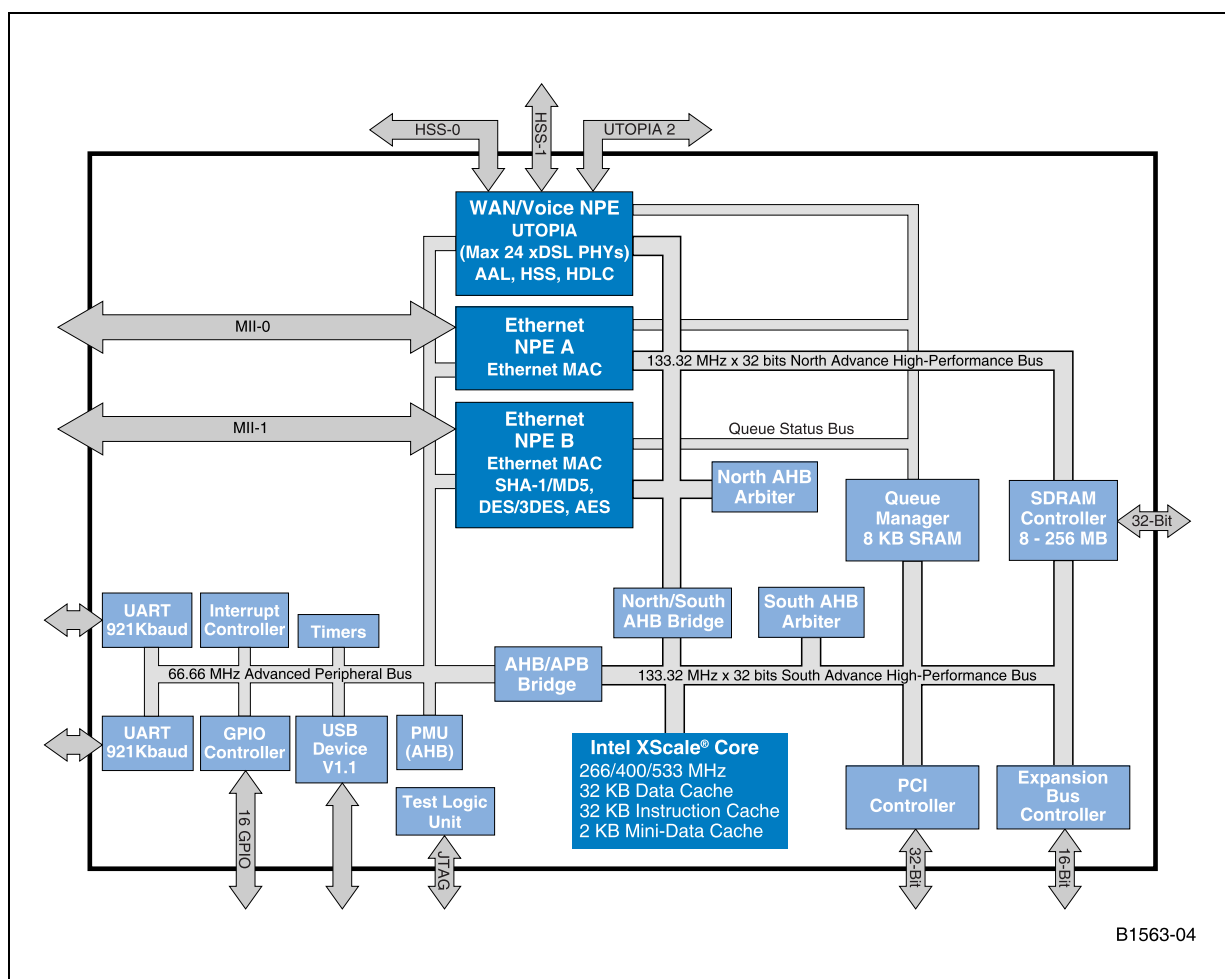 HSS-0
HSS-1
UTOPIA 2
WAN/Voice NPE
UTOPIA
(Max 24 xDSL PHYs)
AAL, HSS, HDLC
MII-0
Ethernet
NPE A
Ethernet MAC
133.32 MHz x 32 bits North Advance High-Performance Bus
MII-1
Ethernet
NPE B
Ethernet MAC
SHA-1/MD5,
DES/3DES, AES
Queue Status Bus
North AHB
Arbiter
Queue
Manager
8 KB SRAM
SDRAM
Controller
8 - 256 MB
32-Bit
UART
921Kbaud
Interrupt
Controller
Timers
North/South
AHB Bridge
South AHB
Arbiter
66.66 MHz Advanced Peripheral Bus
AHB/APB
Bridge
133.32 MHz x 32 bits South Advance High-Performance Bus
UART
921Kbaud
GPIO
Controller
USB
Device
V1.1
PMU
(AHB)
Test Logic
Unit
Intel XScale® Core
266/400/533 MHz
32 KB Data Cache
32 KB Instruction Cache
2 KB Mini-Data Cache
PCI
Controller
Expansion
Bus
Controller
16 GPIO
JTAG
32-Bit
16-Bit
B1563-04